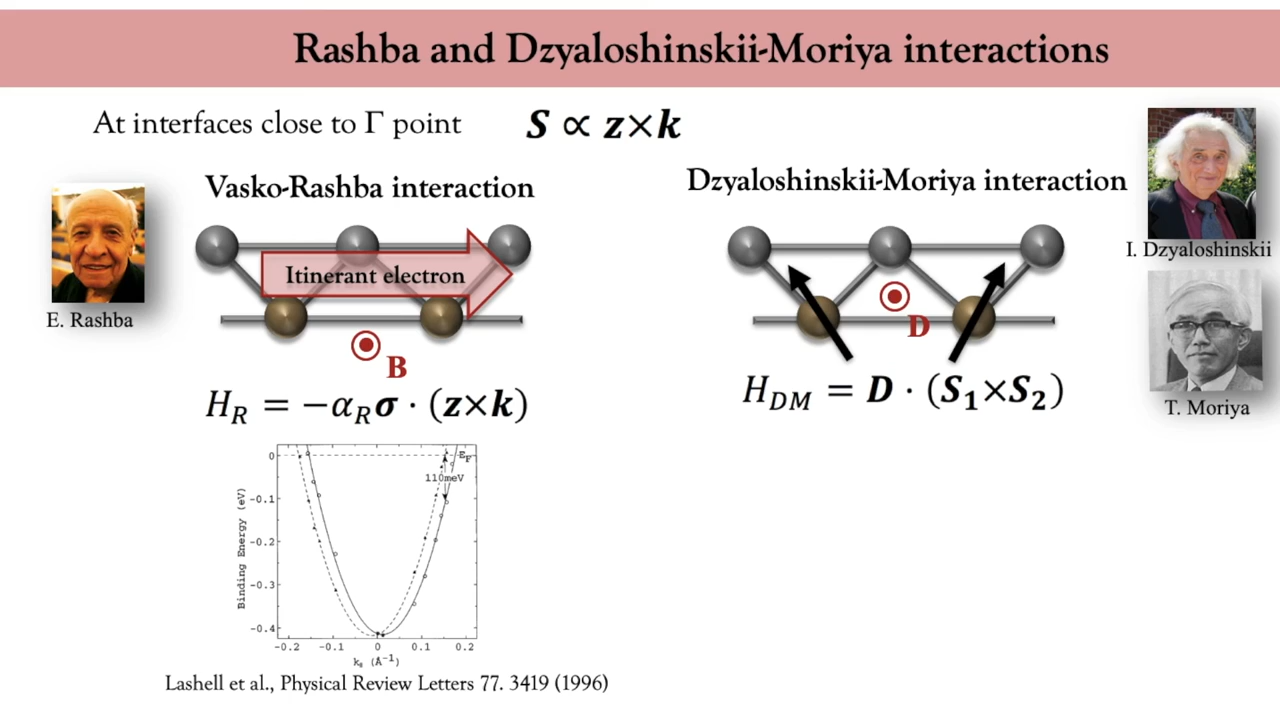 Rashba and Dzyaloshinskii-Moriya interactions
At interfaces close to Γ point
S ∝ z×k
Vasko-Rashba interaction
Itinerant electron
E. Rashba
B
H_R = −α_R σ · (z×k)
0
-0.1
-0.2
-0.3
-0.4
Binding Energy (eV)
E_F
110meV
-0.2 -0.1 0 0.1 0.2
k_∥ (Å⁻¹)
Lashell et al., Physical Review Letters 77. 3419 (1996)
Dzyaloshinskii-Moriya interaction
D
H_DM = D · (S₁×S₂)
I. Dzyaloshinskii
T. Moriya